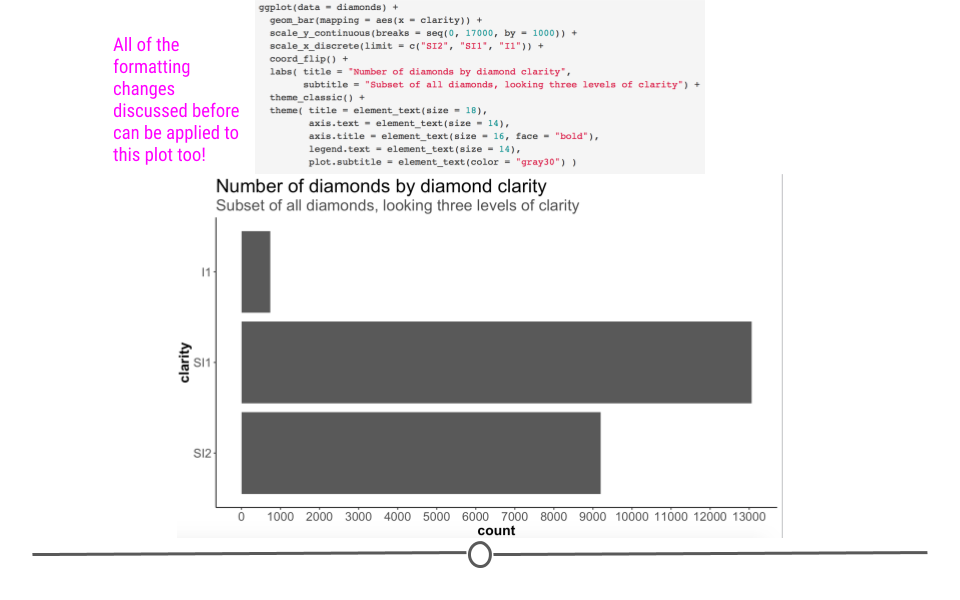 ggplot(data = diamonds) +
geom_bar(mapping = aes(x = clarity)) +
scale_y_continuous(breaks = seq(0, 17000, by = 1000)) +
scale_x_discrete(limit = c("SI2", "SI1", "I1")) +
coord_flip() +
labs( title = "Number of diamonds by diamond clarity",
subtitle = "Subset of all diamonds, looking three levels of clarity") +
theme_classic() +
theme( title = element_text(size = 18),
axis.text = element_text(size = 14),
axis.title = element_text(size = 16, face = "bold"),
legend.text = element_text(size = 14),
plot.subtitle = element_text(color = "gray30") )
All of the
formatting
changes
discussed before
can be applied to
this plot too!
Number of diamonds by diamond clarity
Subset of all diamonds, looking three levels of clarity
clarity
I1
SI1
SI2
0 1000 2000 3000 4000 5000 6000 7000 8000 9000 10000 11000 12000 13000
count